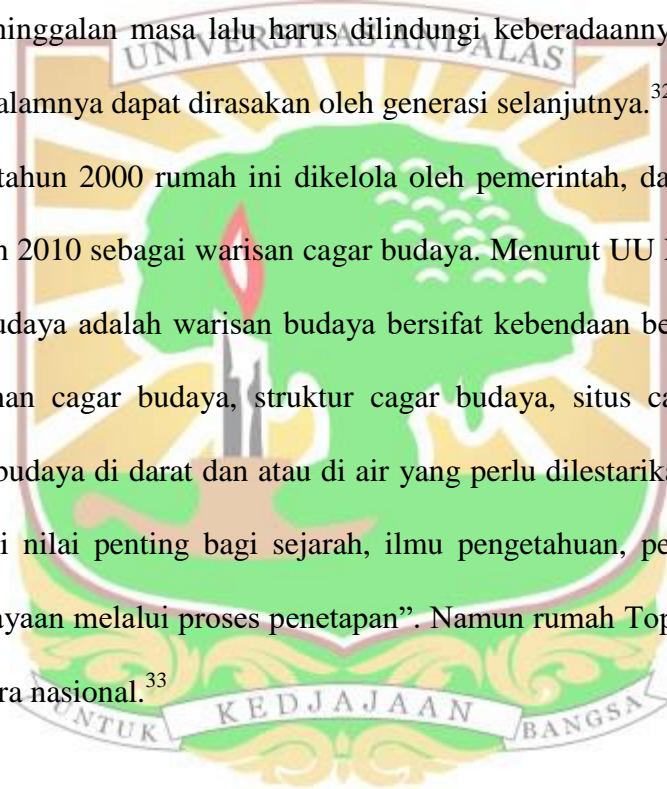 UNIVERSITAS ANDALAS
ninggalan masa lalu harus dilindungi keberadaanny
alamnya dapat dirasakan oleh generasi selanjutnya.32
tahun 2000 rumah ini dikelola oleh pemerintah, da
n 2010 sebagai warisan cagar budaya. Menurut UU
udaya adalah warisan budaya bersifat kebendaan be
nan cagar budaya, struktur cagar budaya, situs ca
budaya di darat dan atau di air yang perlu dilestarika
i nilai penting bagi sejarah, ilmu pengetahuan, pe
ayaan melalui proses penetapan”. Namun rumah Top
ra nasional.33
UNTUK KEDJAJAAN BANGSA